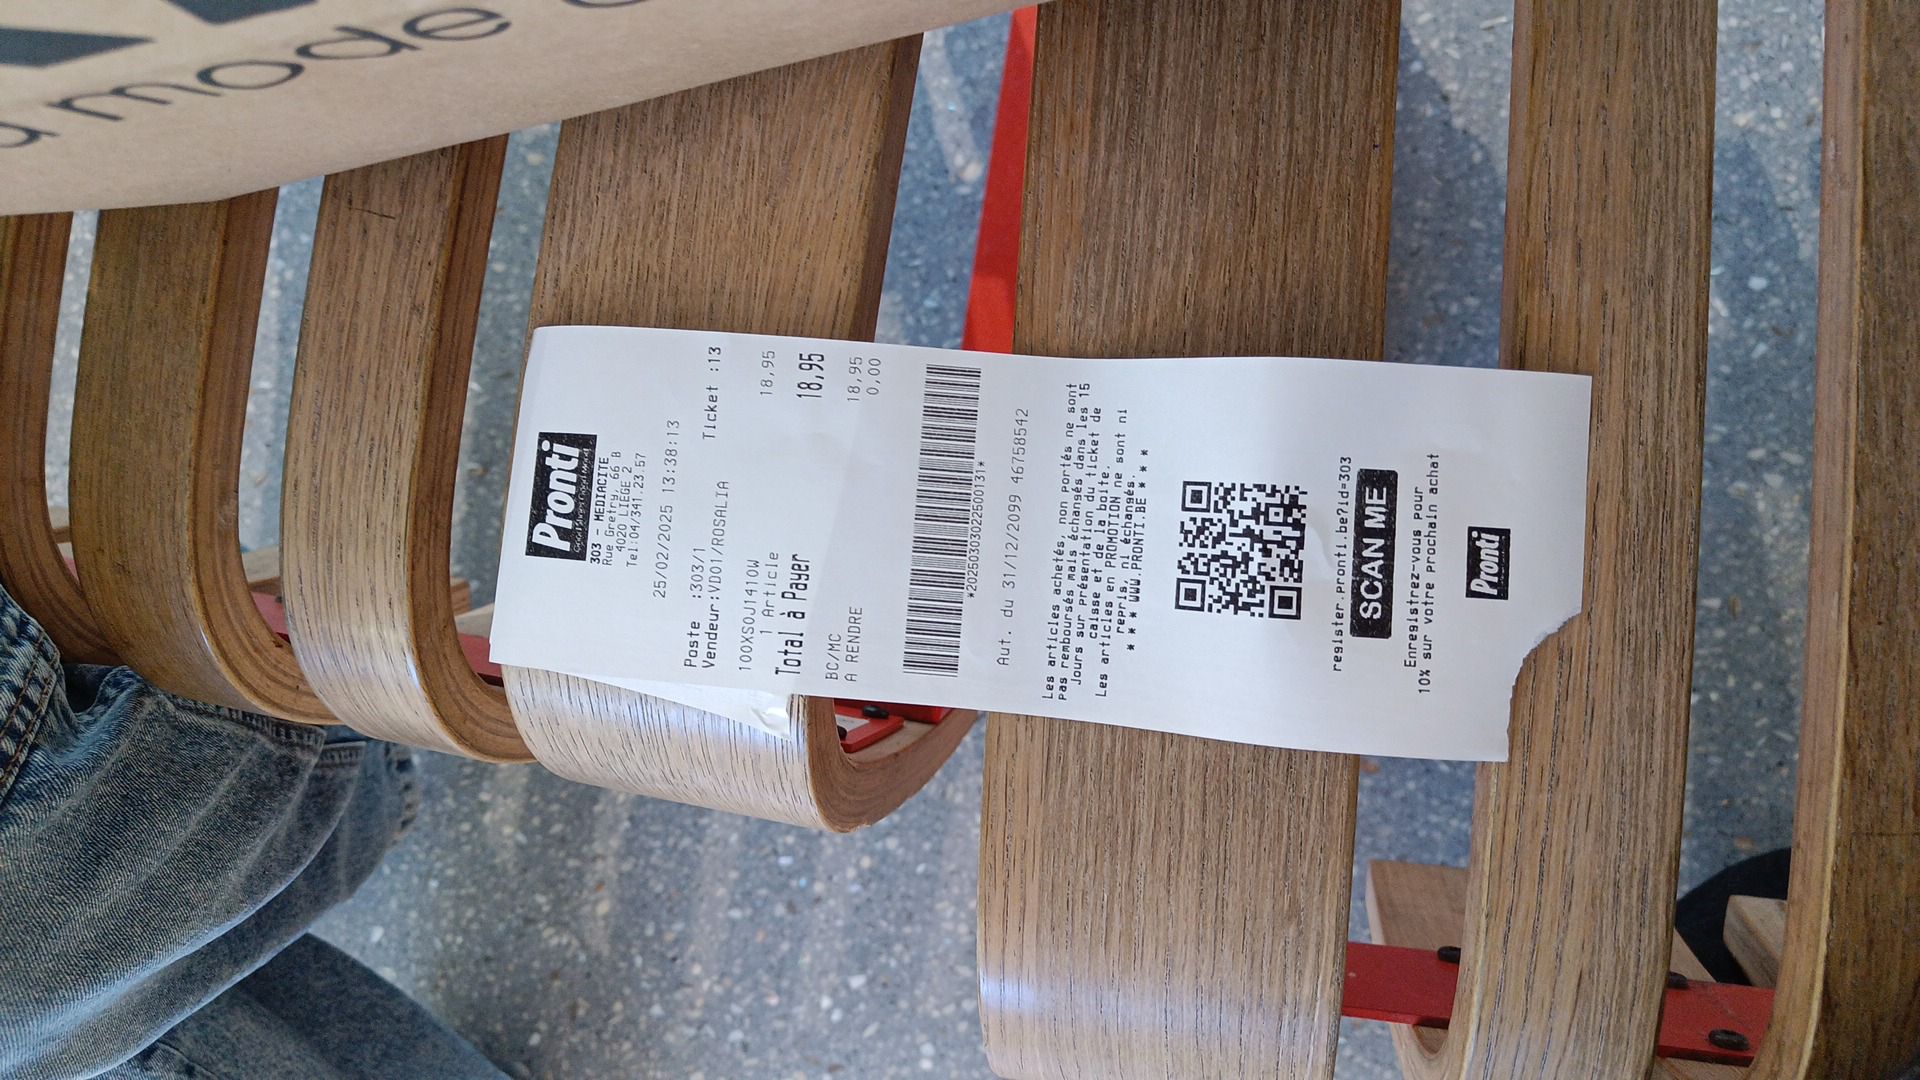 a mode
Pronti
303 - MEDIACITE
Rue Gretry, 66 B
4020 LIEGE 2
Tel:04/341.23.57
25/02/2025 13:38:13
Poste :303/1
Vendeur:VD01/ROSALIA Ticket :13
100XSOJ1410W 18,95
1 Article
Total à Payer 18,95
BC/MC 18,95
A RENDRE 0,00
*20250303022500131*
Aut. du 31/12/2099 46758542
Les articles achetés, non portés ne sont
pas remboursés mais échangés dans les 15
jours sur présentation du ticket de
caisse et de la boite.
Les articles en PROMOTION ne sont ni
repris, ni échangés.
* * * * WWW.PRONTI.BE * * * *
register.pronti.be?id=303
SCAN ME
Enregistrez-vous pour
10% sur votre prochain achat
Pronti